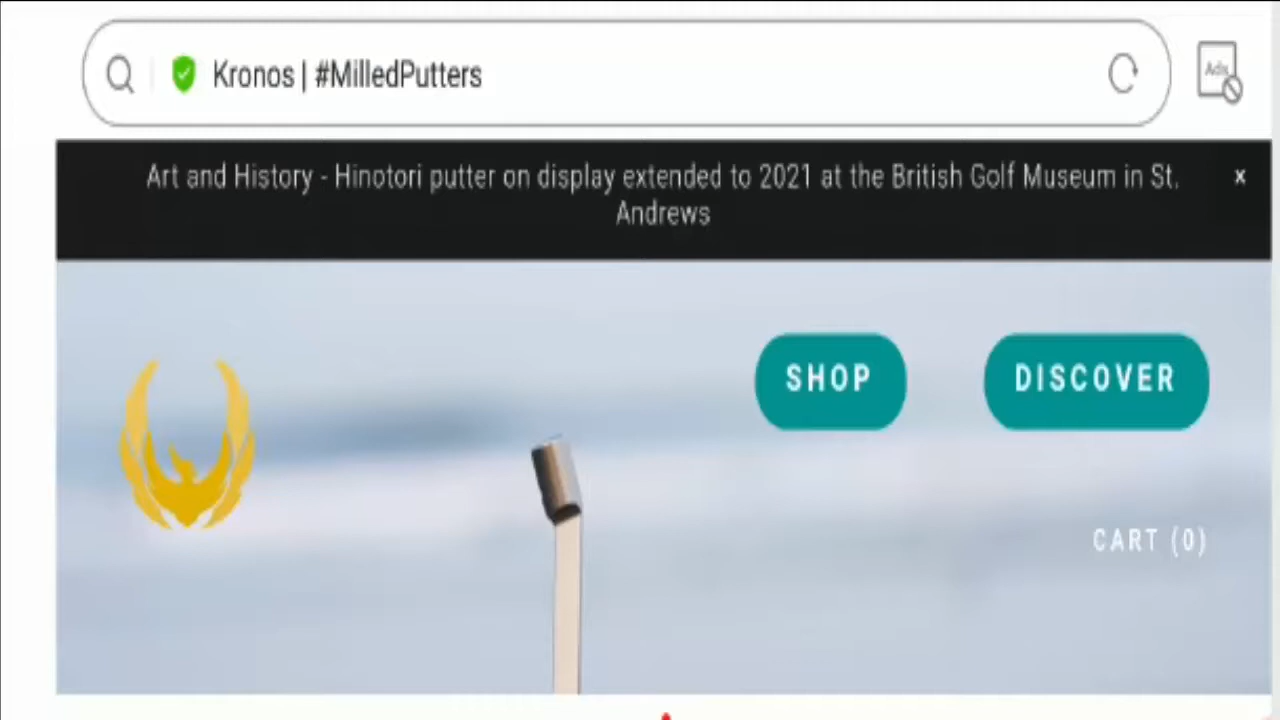 Kronos | #MilledPutters
Ads
Art and History - Hinotori putter on display extended to 2021 at the British Golf Museum in St.
Andrews
x
SHOP
DISCOVER
CART (0)